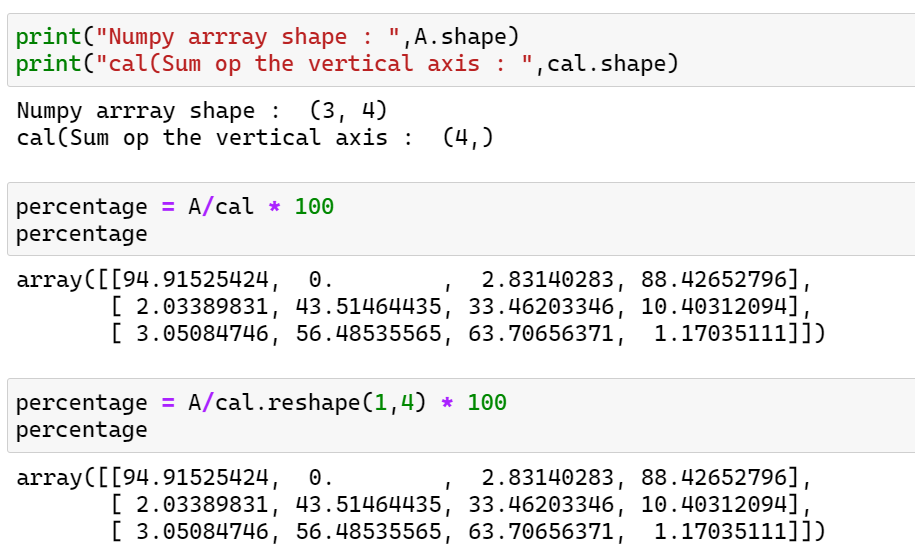 print("Numpy arrray shape : ",A.shape)
print("cal(Sum op the vertical axis : ",cal.shape)
Numpy arrray shape :  (3, 4)
cal(Sum op the vertical axis :  (4,)
percentage = A/cal * 100
percentage
array([[94.91525424,  0.        ,  2.83140283, 88.42652796],
       [ 2.03389831, 43.51464435, 33.46203346, 10.40312094],
       [ 3.05084746, 56.48535565, 63.70656371,  1.17035111]])
percentage = A/cal.reshape(1,4) * 100
percentage
array([[94.91525424,  0.        ,  2.83140283, 88.42652796],
       [ 2.03389831, 43.51464435, 33.46203346, 10.40312094],
       [ 3.05084746, 56.48535565, 63.70656371,  1.17035111]])